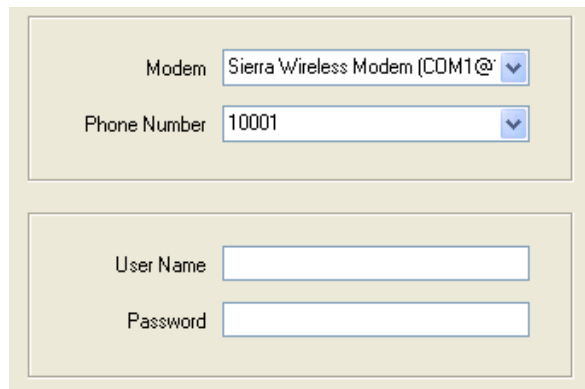 Modem Sierra Wireless Modem (COM1@
Phone Number 10001
User Name
Password